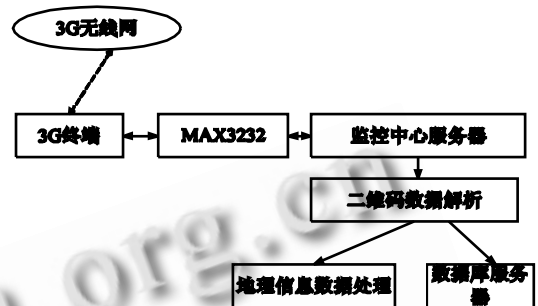 3G无线网
3G终端
MAX3232
监控中心服务器
二维码数据解析
地理信息数据处理
数据库服务
器
org.cn